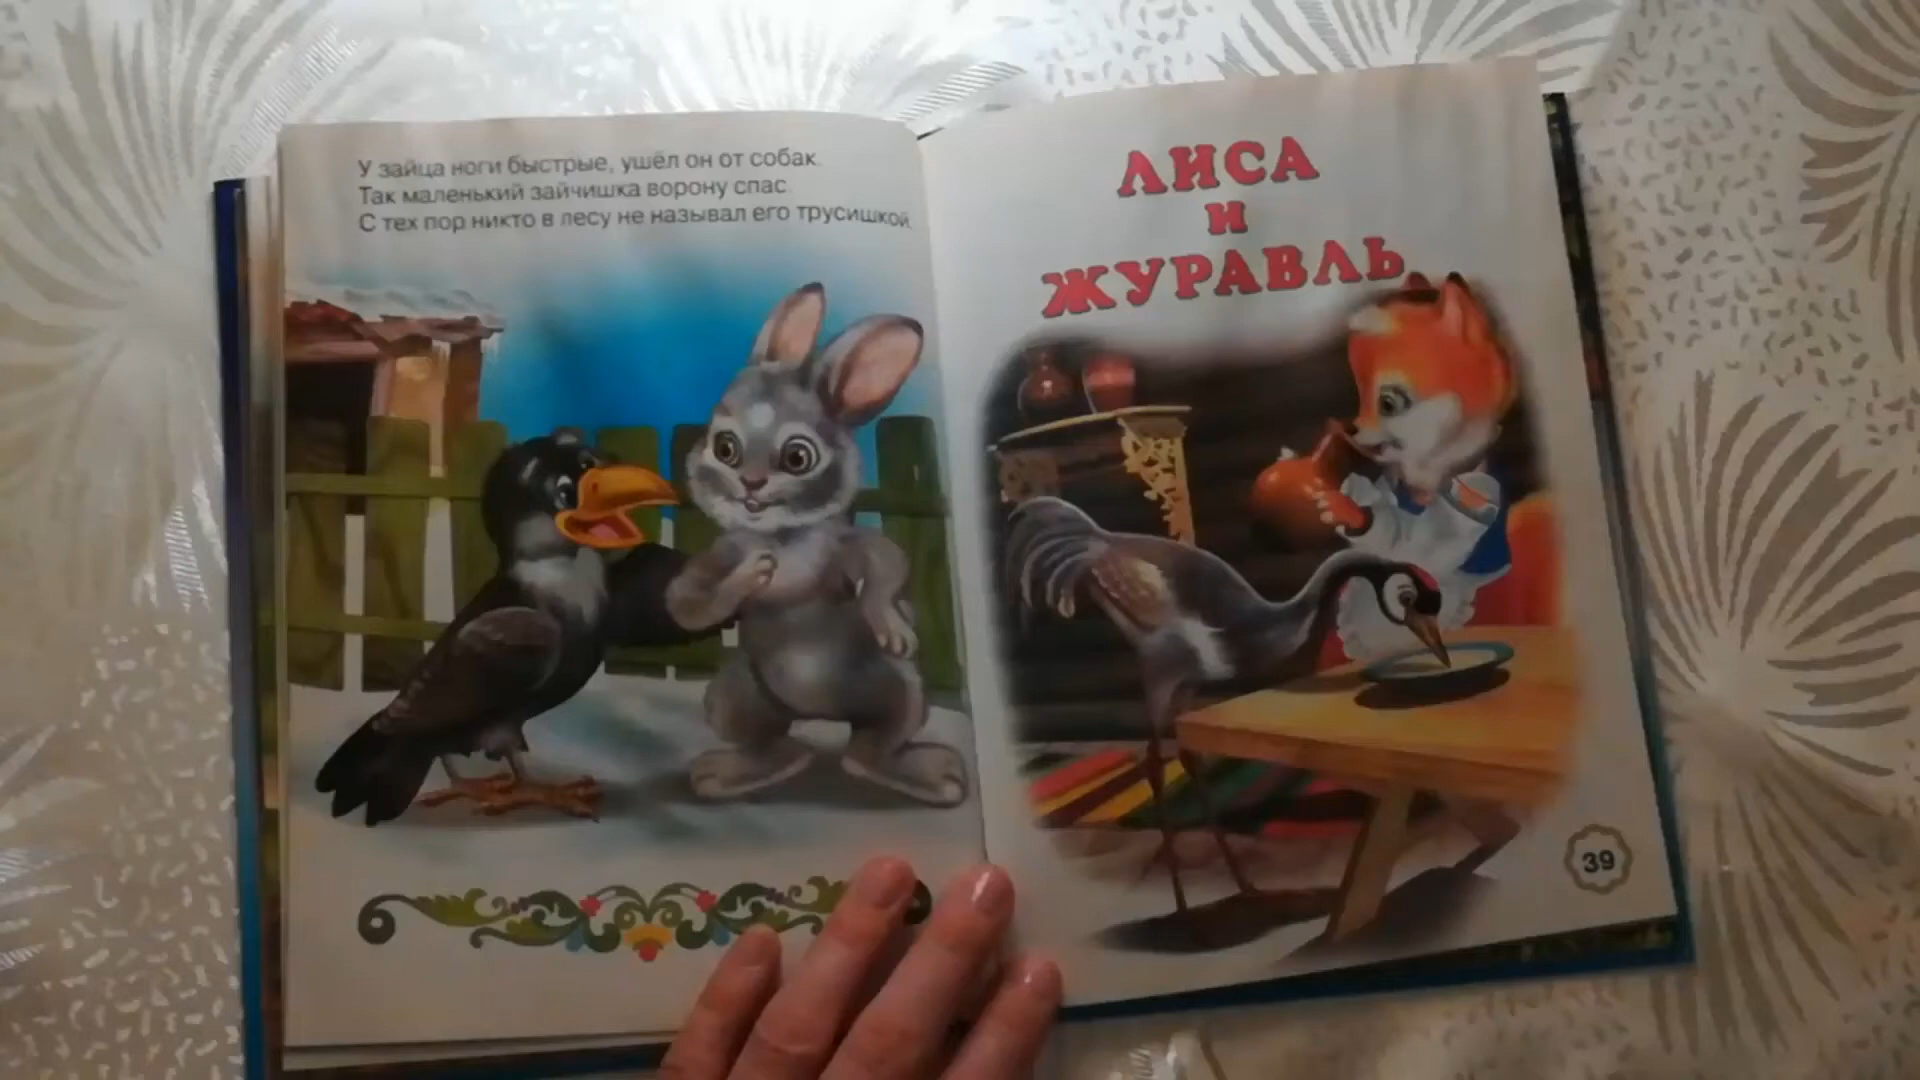 У зайца ноги быстрые, ушёл он от собак.
Так маленький зайчишка ворону спас.
С тех пор никто в лесу не называл его трусишкой.
ЛИСА
и
ЖУРАВЛЬ
39